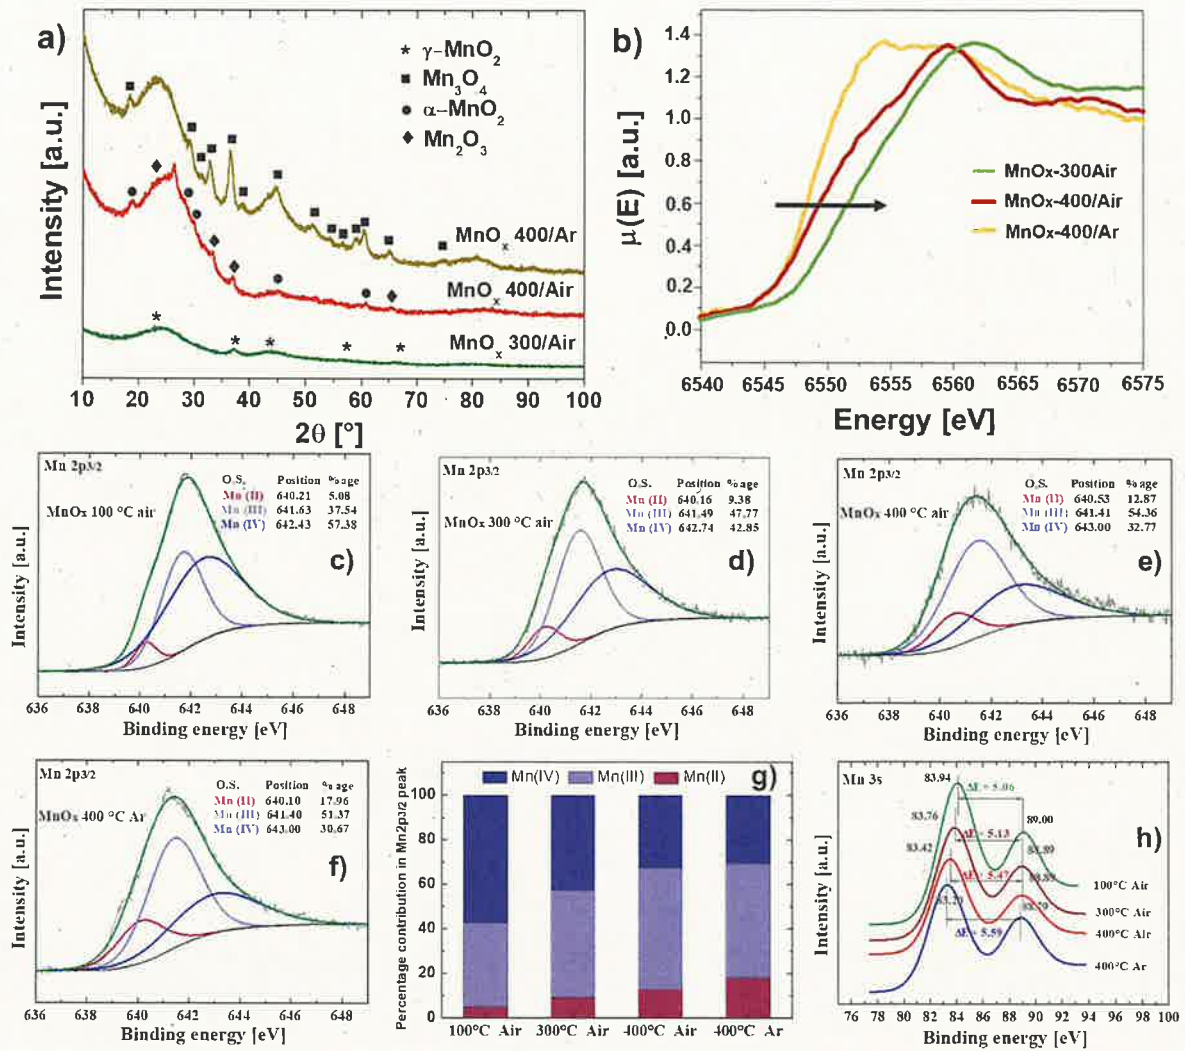 a)
* γ-MnO2
■ Mn3O4
● α-MnO2
◆ Mn2O3
MnOx 400/Ar
MnOx 400/Air
MnOx 300/Air
Intensity [a.u.]
10 20 30 40 50 60 70 80 90 100
2θ [°]
b)
1.4
1.2
1.0
0.8
0.6
0.4
0.2
0.0
μ(E) [a.u.]
MnOx-300Air
MnOx-400/Air
MnOx-400/Ar
6540 6545 6550 6555 6560 6565 6570 6575
Energy [eV]
Mn 2p3/2
O.S. Position % age
Mn (II) 640.21 5.08
Mn (III) 641.63 37.54
Mn (IV) 642.43 57.38
MnOx 100 °C air
c)
Intensity [a.u.]
636 638 640 642 644 646 648
Binding energy [eV]
Mn 2p3/2
O.S. Position % age
Mn (II) 640.16 9.38
Mn (III) 641.49 47.77
Mn (IV) 642.74 42.85
MnOx 300 °C air
d)
Intensity [a.u.]
636 638 640 642 644 646 648
Binding energy [eV]
Mn 2p3/2
O.S. Position % age
Mn (II) 640.53 12.87
Mn (III) 641.41 54.36
Mn (IV) 643.00 32.77
MnOx 400 °C air
e)
Intensity [a.u.]
636 638 640 642 644 646 648
Binding energy [eV]
Mn 2p3/2
O.S. Position % age
Mn (II) 640.10 17.96
Mn (III) 641.40 51.37
Mn (IV) 643.00 30.67
MnOx 400 °C Ar
f)
Intensity [a.u.]
636 638 640 642 644 646 648
Binding energy [eV]
Mn(IV) Mn(III) Mn(II)
g)
Percentage contribution in Mn2p3/2 peak
100
80
60
40
20
0
100°C Air 300°C Air 400°C Air 400°C Ar
Mn 3s
h)
83.94
ΔE = 5.06
89.00
83.76
ΔE = 5.13
83.42
ΔE = 5.47
ΔE = 5.59
100°C Air
300°C Air
400°C Air
400°C Ar
Intensity [a.u.]
76 78 80 82 84 86 88 90 92 94 96 98 100
Binding energy [eV]